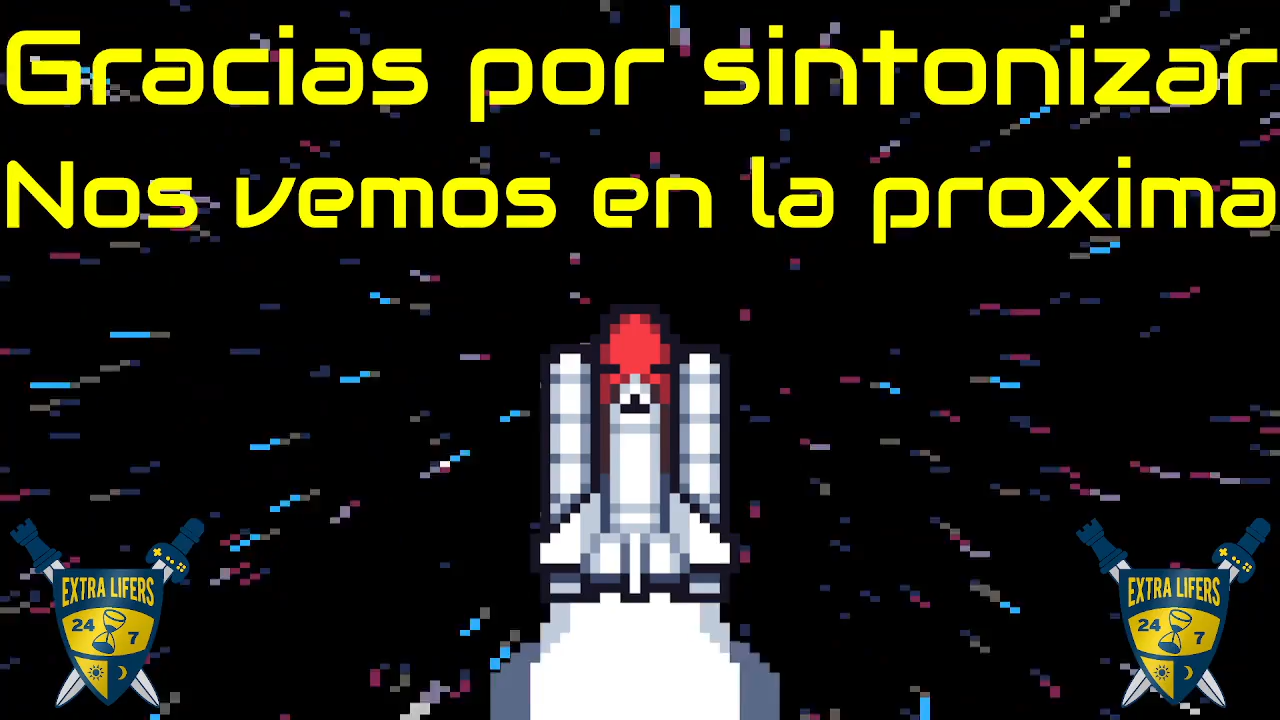 Gracias por sintonizar
Nos vemos en la proxima
EXTRA LIFERS
24 7
EXTRA LIFERS
24 7